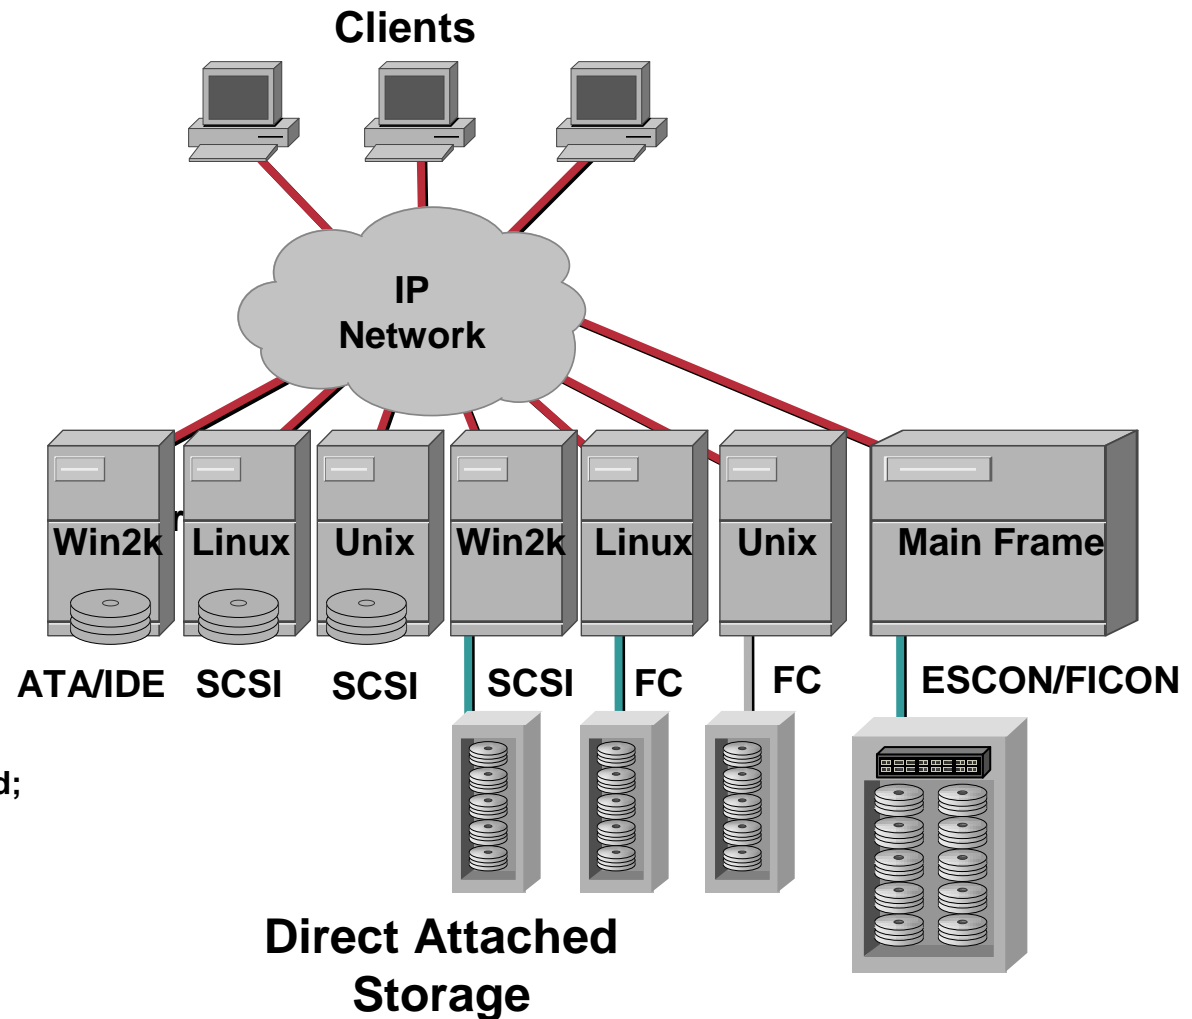 Clients
IP
Network
Win2k
Linux
Unix
Win2k
Linux
Unix
Main Frame
ATA/IDE
SCSI
SCSI
SCSI
FC
FC
ESCON/FICON
d;
Direct Attached
Storage